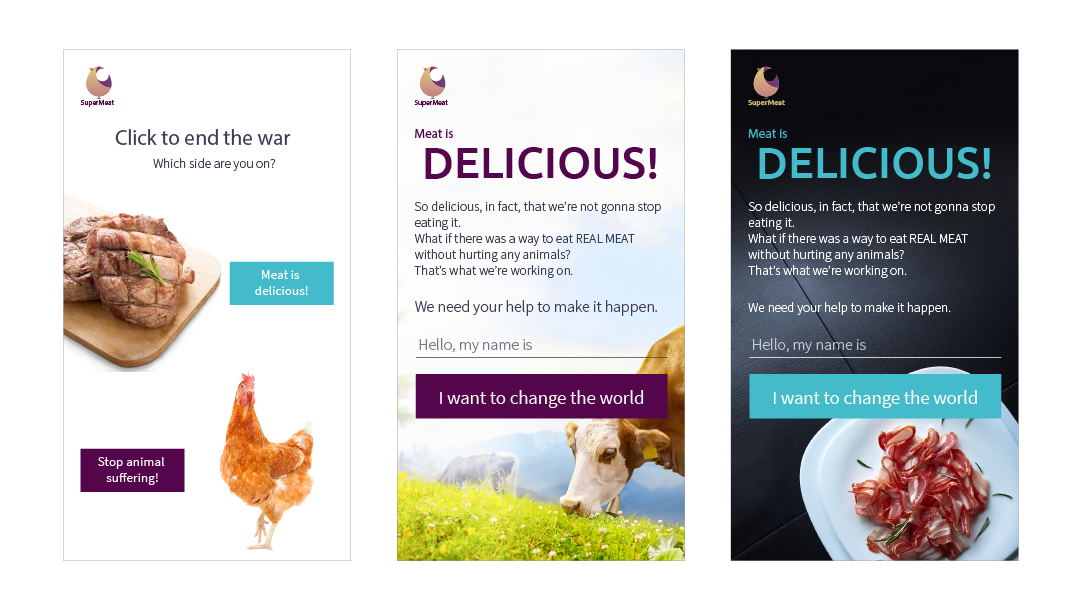 SuperMeat
Click to end the war
Which side are you on?
Meat is
delicious!
Stop animal
suffering!
SuperMeat
Meat is
DELICIOUS!
So delicious, in fact, that we're not gonna stop
eating it.
What if there was a way to eat REAL MEAT
without hurting any animals?
That's what we're working on.
We need your help to make it happen.
Hello, my name is
I want to change the world
SuperMeat
Meat is
DELICIOUS!
So delicious, in fact, that we're not gonna stop
eating it.
What if there was a way to eat REAL MEAT
without hurting any animals?
That's what we're working on.
We need your help to make it happen.
Hello, my name is
I want to change the world